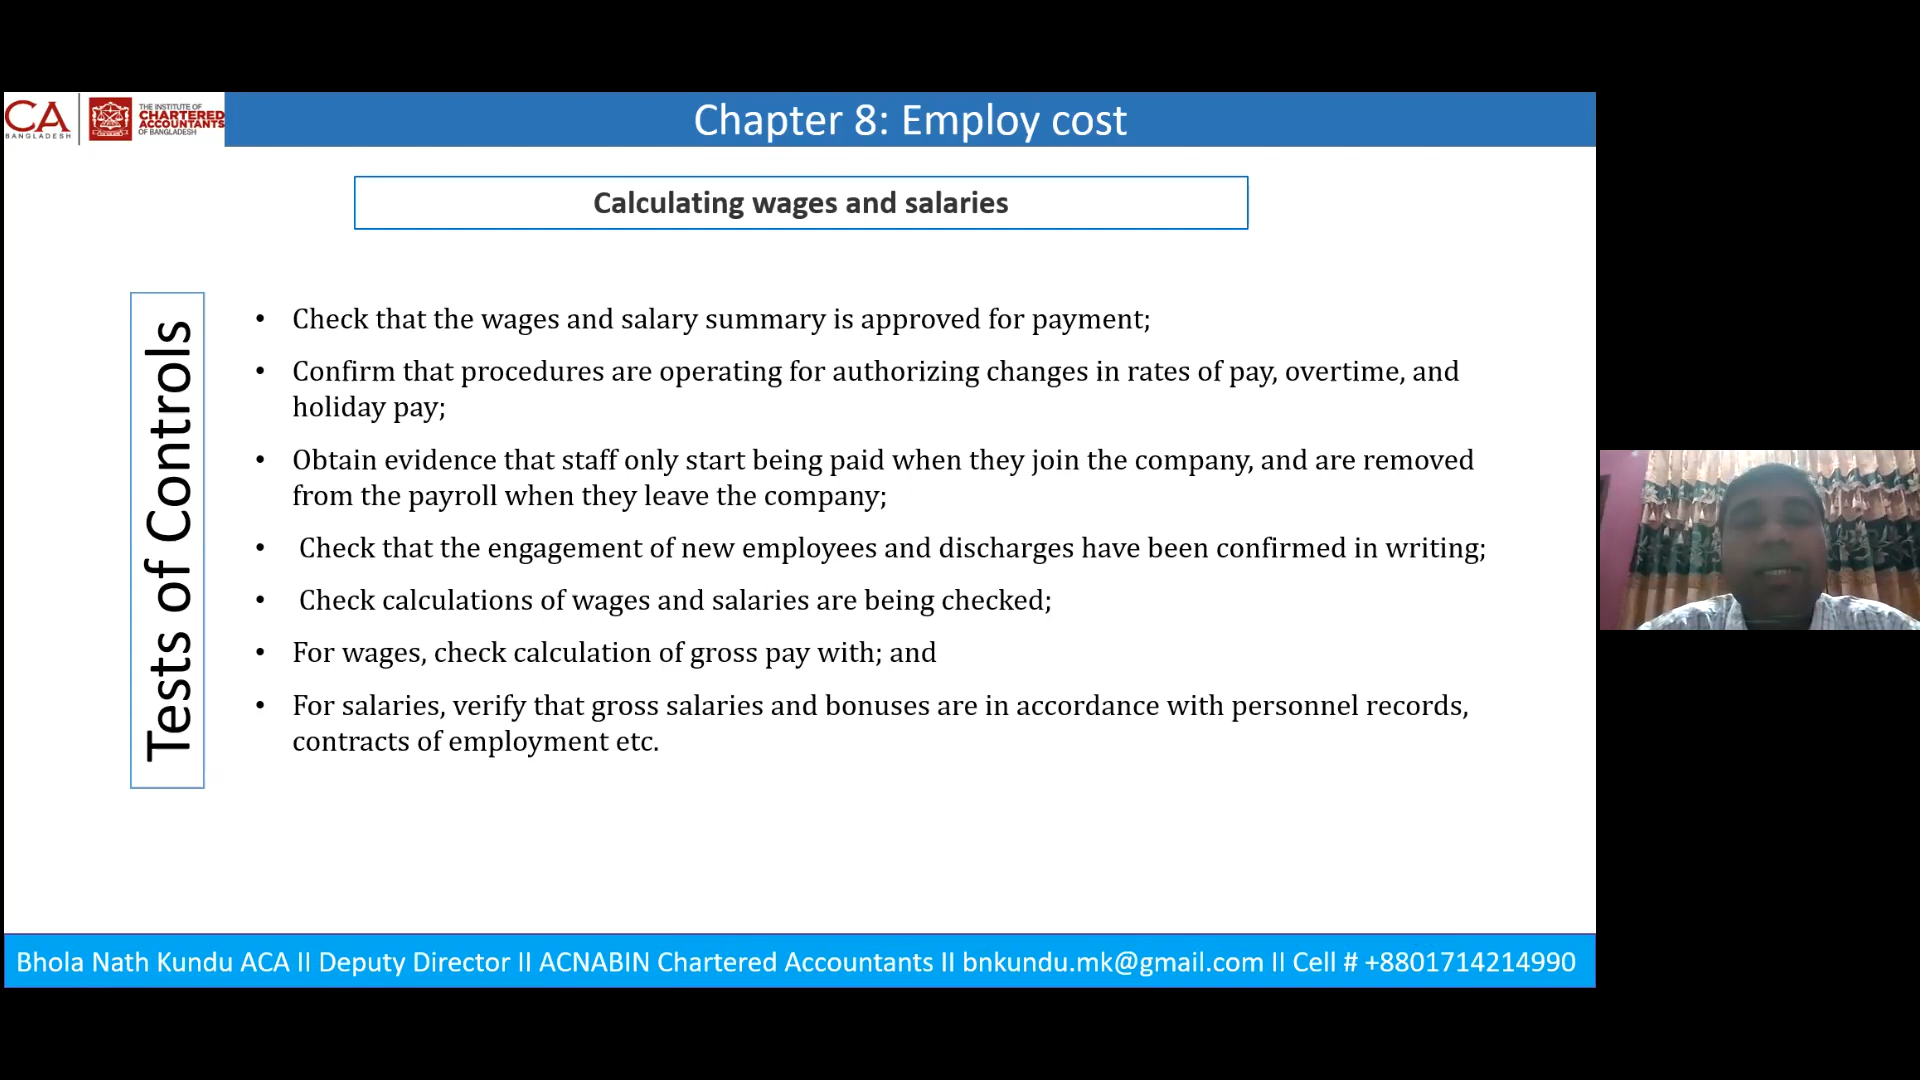 CA
BANGLADESH
THE INSTITUTE OF
CHARTERED
ACCOUNTANTS
OF BANGLADESH
Chapter 8: Employ cost
Calculating wages and salaries
Tests of Controls
• Check that the wages and salary summary is approved for payment;
• Confirm that procedures are operating for authorizing changes in rates of pay, overtime, and
holiday pay;
• Obtain evidence that staff only start being paid when they join the company, and are removed
from the payroll when they leave the company;
• Check that the engagement of new employees and discharges have been confirmed in writing;
• Check calculations of wages and salaries are being checked;
• For wages, check calculation of gross pay with; and
• For salaries, verify that gross salaries and bonuses are in accordance with personnel records,
contracts of employment etc.
Bhola Nath Kundu ACA II Deputy Director II ACNABIN Chartered Accountants II bnkundu.mk@gmail.com II Cell # +8801714214990